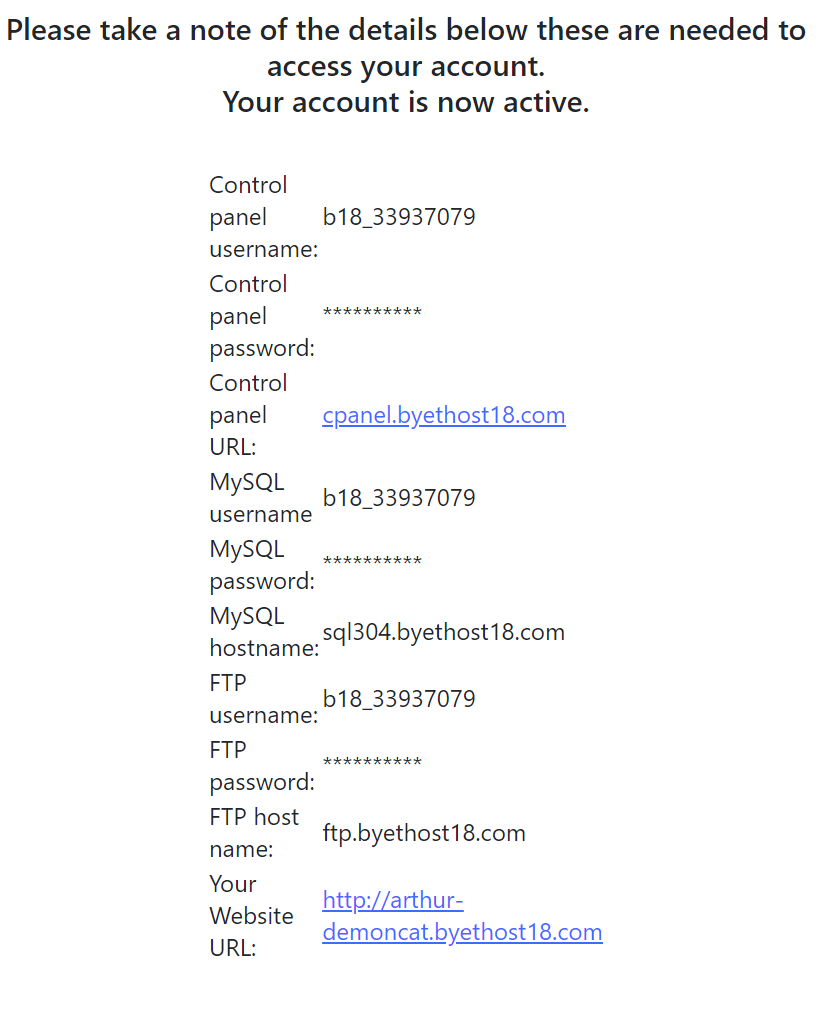 Please take a note of the details below these are needed to
access your account.
Your account is now active.
Control
panel
username:
b18_33937079
Control
panel
password:
**********
Control
panel
URL:
cpanel.byethost18.com
MySQL
username
b18_33937079
MySQL
password:
**********
MySQL
hostname:
sql304.byethost18.com
FTP
username:
b18_33937079
FTP
password:
**********
FTP host
name:
ftp.byethost18.com
Your
Website
URL:
http://arthur-
demoncat.byethost18.com